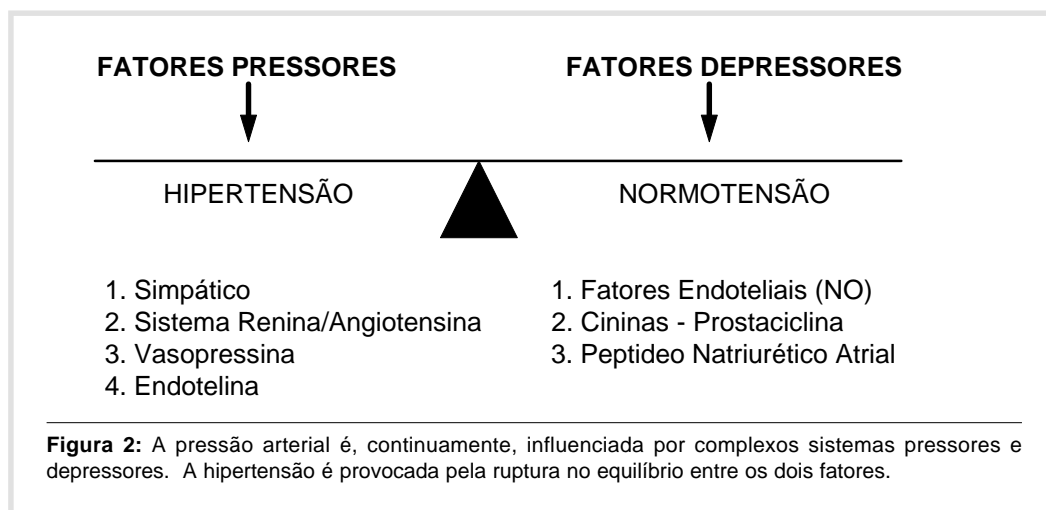 FATORES PRESSORES
FATORES DEPRESSORES
HIPERTENSÃO
NORMOTENSÃO
1. Simpático
2. Sistema Renina/Angiotensina
3. Vasopressina
4. Endotelina
1. Fatores Endoteliais (NO)
2. Cininas - Prostaciclina
3. Peptideo Natriurético Atrial
Figura 2: A pressão arterial é, continuamente, influenciada por complexos sistemas pressores e
depressores. A hipertensão é provocada pela ruptura no equilíbrio entre os dois fatores.